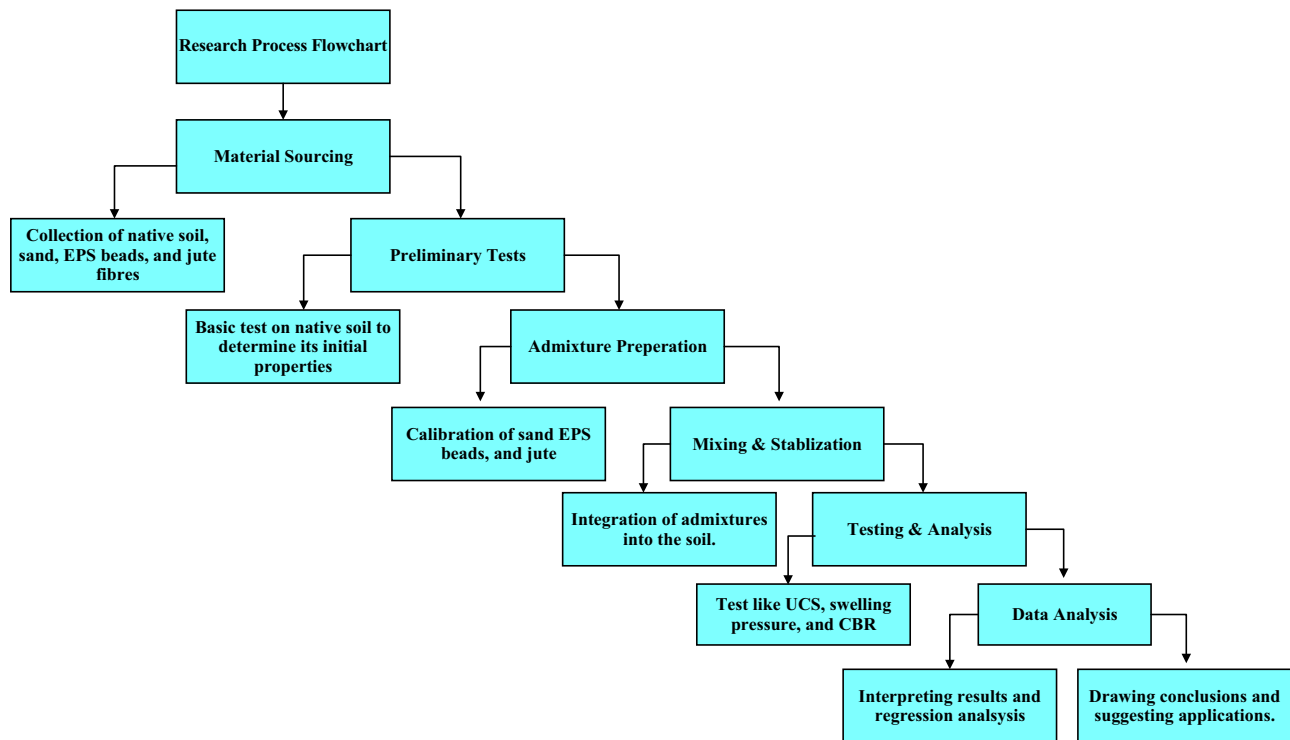 Research Process Flowchart
Material Sourcing
Collection of native soil,
sand, EPS beads, and jute
fibres
Preliminary Tests
Basic test on native soil to
determine its initial
properties
Admixture Preperation
Calibration of sand EPS
beads, and jute
Mixing & Stablization
Integration of admixtures
into the soil.
Testing & Analysis
Test like UCS, swelling
pressure, and CBR
Data Analysis
Interpreting results and
regression analsysis
Drawing conclusions and
suggesting applications.